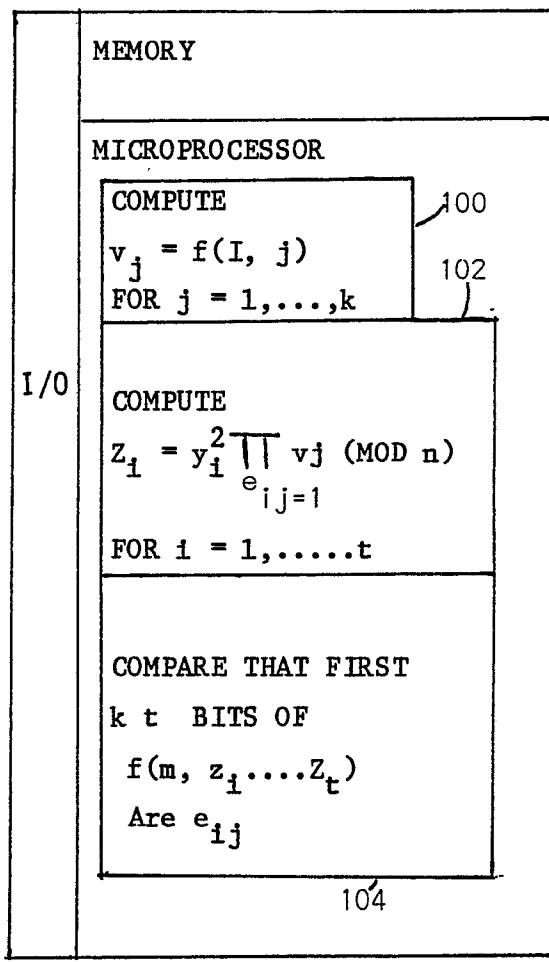 MEMORY
MICROPROCESSOR
COMPUTE
v_j = f(I, j)
FOR j = 1,...,k
100
102
I/O
COMPUTE
Z_i = y_i^2 ∏ vj (MOD n)
e_ij=1
FOR i = 1,.....t
COMPARE THAT FIRST
k t BITS OF
f(m, z_i....Z_t)
Are e_ij
104